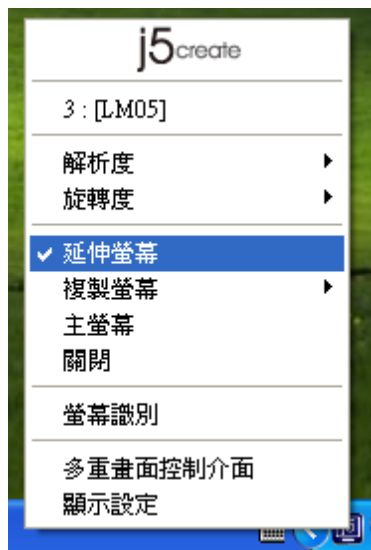 j5create
3 : [LM05]
解析度
旋轉度
延伸螢幕
複製螢幕
主螢幕
關閉
螢幕識別
多重畫面控制介面
顯示設定